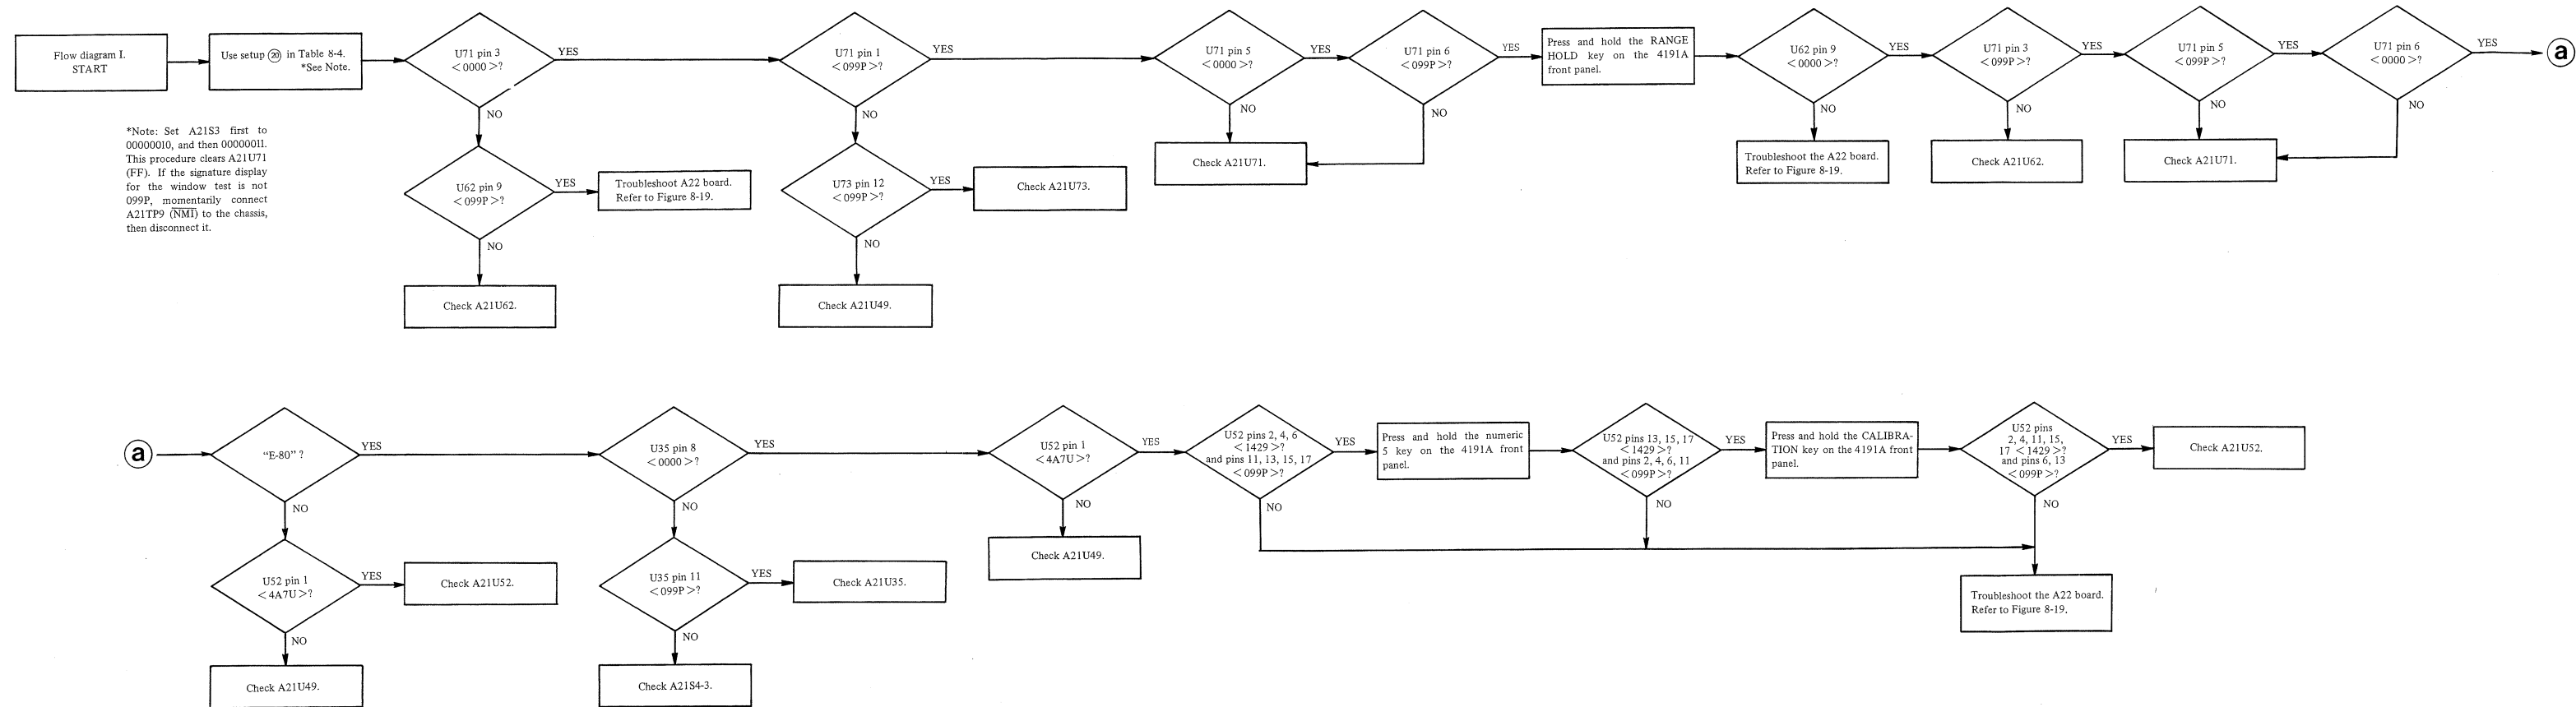 Flow diagram I.
START
Use setup ⑳ in Table 8-4.
*See Note.
*Note: Set A21S3 first to
00000010, and then 00000011.
This procedure clears A21U71
(FF). If the signature display
for the window test is not
099P, momentarily connect
A21TP9 (NMI) to the chassis,
then disconnect it.
U71 pin 3
<0000>?
YES
NO
U62 pin 9
<099P>?
YES
Troubleshoot A22 board.
Refer to Figure 8-19.
NO
Check A21U62.
U71 pin 1
<099P>?
YES
NO
U73 pin 12
<099P>?
YES
Check A21U73.
NO
Check A21U49.
U71 pin 5
<0000>?
YES
NO
Check A21U71.
U71 pin 6
<099P>?
YES
NO
Press and hold the RANGE
HOLD key on the 4191A
front panel.
U62 pin 9
<0000>?
YES
NO
Troubleshoot the A22 board.
Refer to Figure 8-19.
U71 pin 3
<099P>?
YES
NO
Check A21U62.
U71 pin 5
<099P>?
YES
NO
Check A21U71.
U71 pin 6
<0000>?
YES
NO
a
a
“E-80”?
YES
NO
U52 pin 1
<4A7U>?
YES
Check A21U52.
NO
Check A21U49.
U35 pin 8
<0000>?
YES
NO
U35 pin 11
<099P>?
YES
Check A21U35.
NO
Check A21S4-3.
U52 pin 1
<4A7U>?
YES
NO
Check A21U49.
U52 pins 2, 4, 6
<1429>?
and pins 11, 13, 15, 17
<099P>?
YES
NO
Press and hold the numeric
5 key on the 4191A front
panel.
U52 pins 13, 15, 17
<1429>?
and pins 2, 4, 6, 11
<099P>?
YES
NO
Press and hold the CALIBRA-
TION key on the 4191A front
panel.
U52 pins
2, 4, 11, 15,
17 <1429>?
and pins 6, 13
<099P>?
YES
Check A21U52.
NO
Troubleshoot the A22 board.
Refer to Figure 8-19.